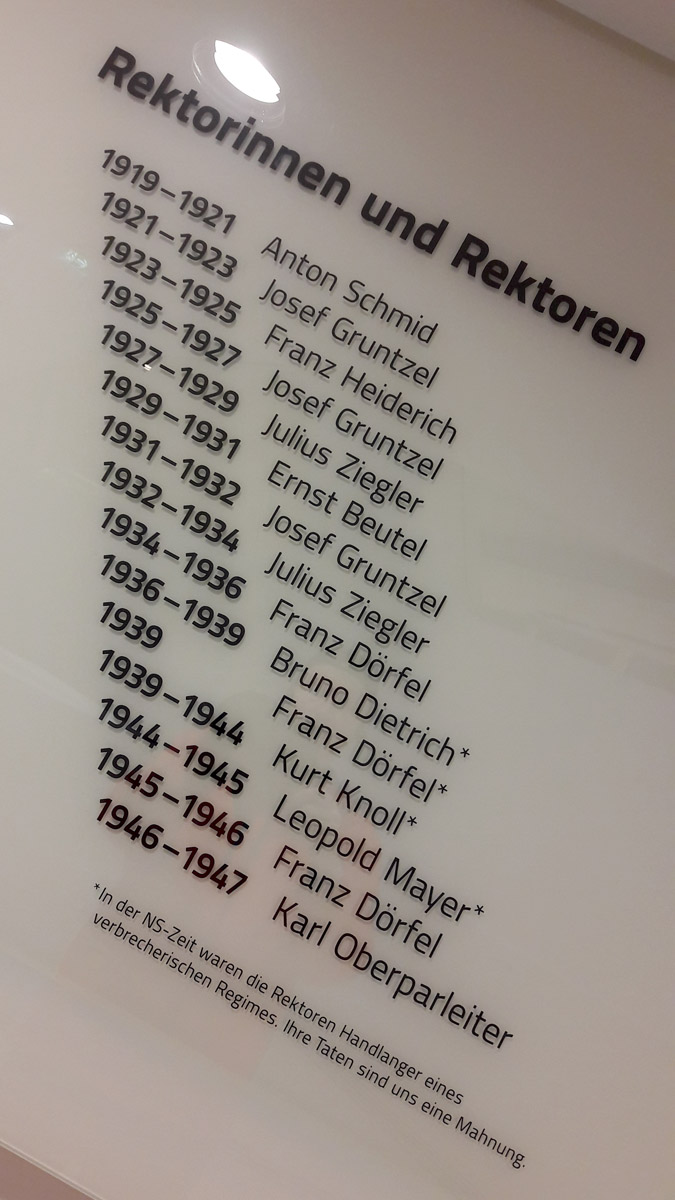 Rektorinnen und Rektoren
1919–1921 Anton Schmid
1921–1923 Josef Gruntzel
1923–1925 Franz Heiderich
1925–1927 Josef Gruntzel
1927–1929 Julius Ziegler
1929–1931 Ernst Beutel
1931–1932 Josef Gruntzel
1932–1934 Julius Ziegler
1934–1936 Franz Dörfel
1936–1939 Bruno Dietrich*
1939 Franz Dörfel*
1939–1944 Kurt Knoll*
1944–1945 Leopold Mayer*
1945–1946 Franz Dörfel
1946–1947 Karl Oberparleiter
*In der NS-Zeit waren die Rektoren Handlanger eines
verbrecherischen Regimes. Ihre Taten sind uns eine Mahnung.